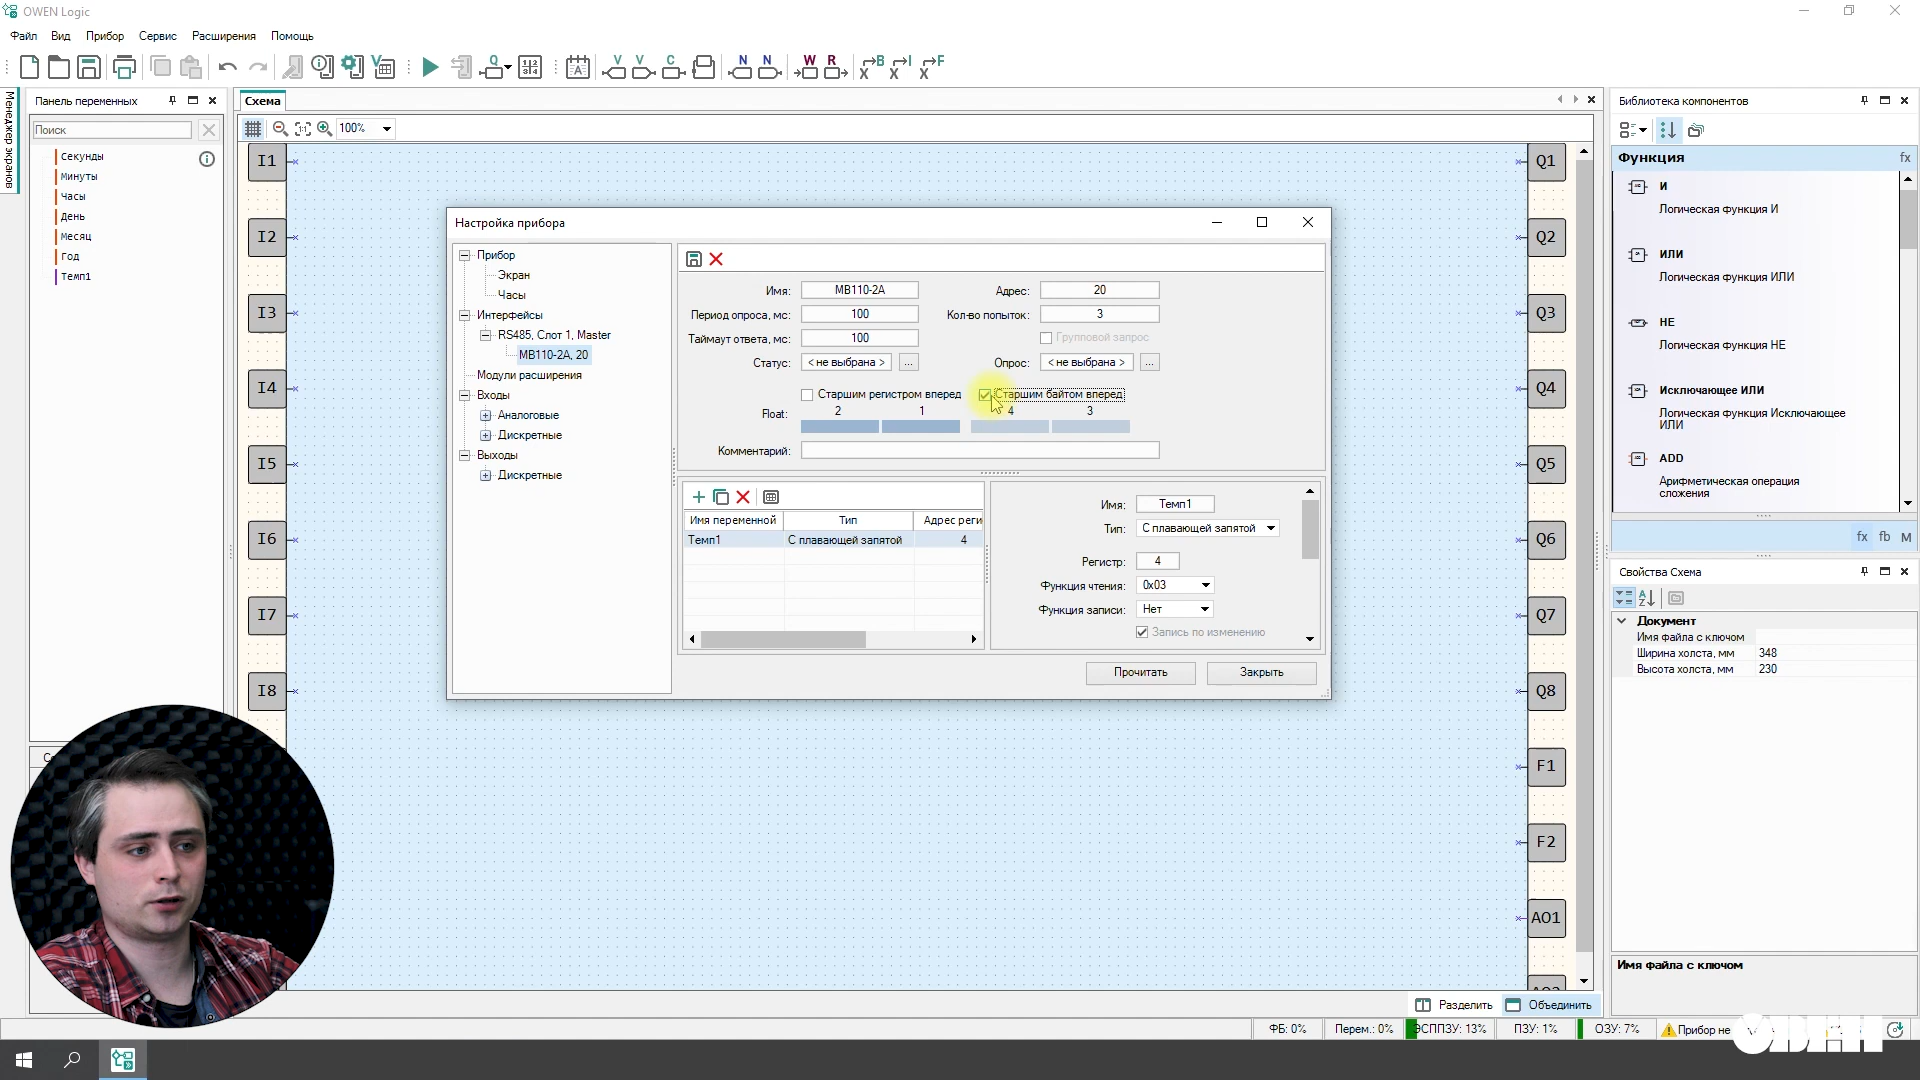 OWEN Logic
Файл Вид Прибор Сервис Расширения Помощь
Менеджер экранов
Панель переменных
Поиск
Секунды
Минуты
Часы
День
Месяц
Год
Темп1
Схема
100%
I1
I2
I3
I4
I5
I6
I7
I8
Q1
Q2
Q3
Q4
Q5
Q6
Q7
Q8
F1
F2
AO1
Настройка прибора
Прибор
Экран
Часы
Интерфейсы
RS485, Слот 1, Master
МВ110-2А, 20
Модули расширения
Входы
Аналоговые
Дискретные
Выходы
Дискретные
Имя: МВ110-2А Адрес: 20
Период опроса, мс: 100 Кол-во попыток: 3
Таймаут ответа, мс: 100 Групповой запрос
Статус: < не выбрана > ... Опрос: < не выбрана > ...
Старшим регистром вперед Старшим байтом вперед
Float: 2 1 4 3
Комментарий:
Имя переменной Тип Адрес реги
Темп1 С плавающей запятой 4
Имя: Темп1
Тип: С плавающей запятой
Регистр: 4
Функция чтения: 0x03
Функция записи: Нет
Запись по изменению
Прочитать Закрыть
Библиотека компонентов
Функция fx
И
Логическая функция И
ИЛИ
Логическая функция ИЛИ
НЕ
Логическая функция НЕ
Исключающее ИЛИ
Логическая функция Исключающее
ИЛИ
ADD
Арифметическая операция
сложения
fx fb M
Свойства Схема
Документ
Имя файла с ключом
Ширина холста, мм 348
Высота холста, мм 230
Имя файла с ключом
Разделить Объединить
ФБ: 0% Перем.: 0% ЭСППЗУ: 13% ПЗУ: 1% ОЗУ: 7% Прибор не
ОВЕН